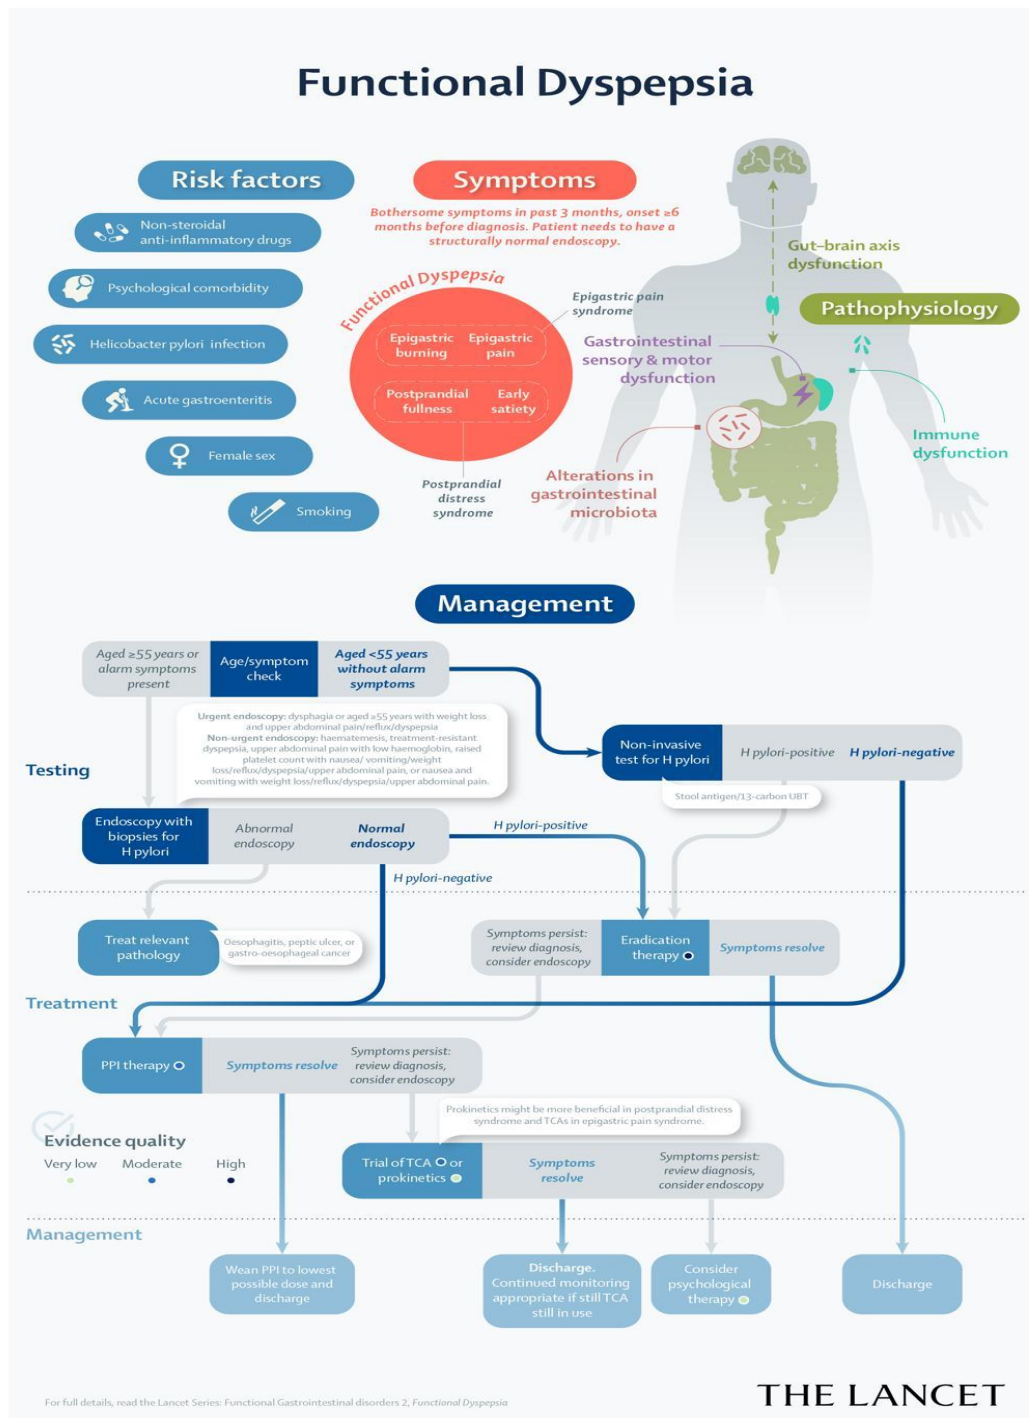 Functional Dyspepsia
Risk factors
Non-steroidal
anti-inflammatory drugs
Psychological comorbidity
Helicobacter pylori infection
Acute gastroenteritis
Female sex
Smoking
Symptoms
Bothersome symptoms in past 3 months, onset ≥6
months before diagnosis. Patient needs to have a
structurally normal endoscopy.
Functional Dyspepsia
Epigastric pain
syndrome
Epigastric
burning
Epigastric
pain
Postprandial
fullness
Early
satiety
Postprandial
distress
syndrome
Gut–brain axis
dysfunction
Pathophysiology
Gastrointestinal
sensory & motor
dysfunction
Immune
dysfunction
Alterations in
gastrointestinal
microbiota
Management
Aged ≥55 years or
alarm symptoms
present
Age/symptom
check
Aged <55 years
without alarm
symptoms
Urgent endoscopy: dysphagia or aged ≥55 years with weight loss
and upper abdominal pain/reflux/dyspepsia
Non-urgent endoscopy: haematemesis, treatment-resistant
dyspepsia, upper abdominal pain with low haemoglobin, raised
platelet count with nausea/ vomiting/weight
loss/reflux/dyspepsia/upper abdominal pain, or nausea and
vomiting with weight loss/reflux/dyspepsia/upper abdominal pain.
Non-invasive
test for H pylori
H pylori-positive
H pylori-negative
Stool antigen/13-carbon UBT
Testing
Endoscopy with
biopsies for
H pylori
Abnormal
endoscopy
Normal
endoscopy
H pylori-positive
H pylori-negative
Treat relevant
pathology
Oesophagitis, peptic ulcer, or
gastro-oesophageal cancer
Symptoms persist:
review diagnosis,
consider endoscopy
Eradication
therapy
Symptoms resolve
Treatment
PPI therapy
Symptoms resolve
Symptoms persist:
review diagnosis,
consider endoscopy
Prokinetics might be more beneficial in postprandial distress
syndrome and TCAs in epigastric pain syndrome.
Evidence quality
Very low
Moderate
High
Trial of TCA or
prokinetics
Symptoms
resolve
Symptoms persist:
review diagnosis,
consider endoscopy
Management
Wean PPI to lowest
possible dose and
discharge
Discharge.
Continued monitoring
appropriate if still TCA
still in use
Consider
psychological
therapy
Discharge
For full details, read the Lancet Series: Functional Gastrointestinal disorders 2, Functional Dyspepsia
THE LANCET